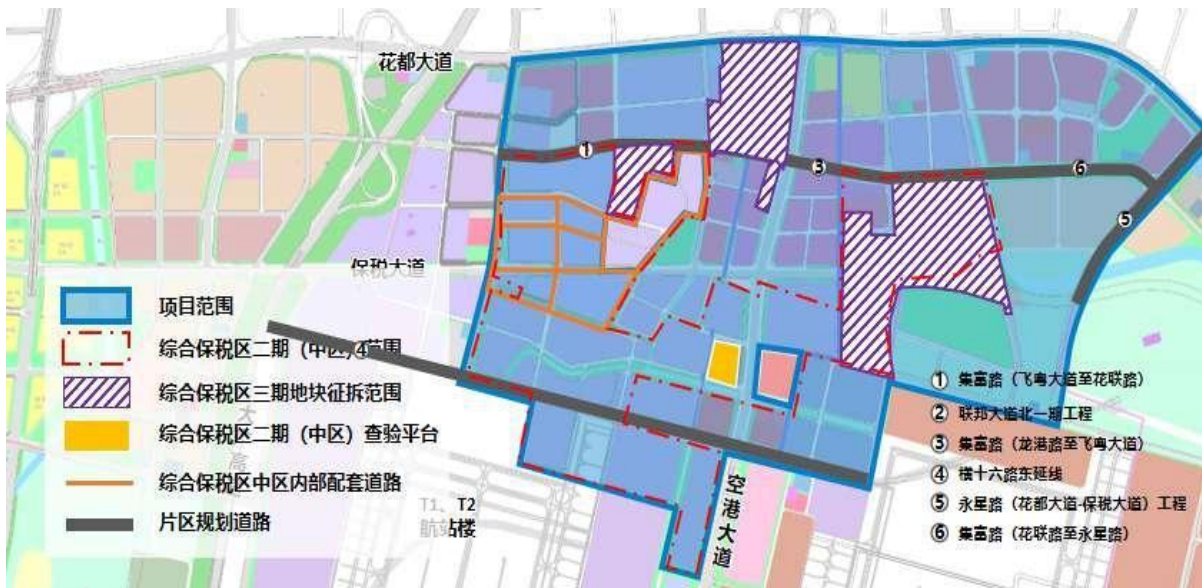 花都大道
①
③
⑥
⑤
保税大道
项目范围
④
综合保税区二期（中区）范围
综合保税区三期地块征拆范围
综合保税区二期（中区）查验平台
综合保税区中区内部配套道路
片区规划道路
T1、T2
航站楼
空港大道
大
高
① 集富路（飞粤大道至花联路）
② 联邦大道北一期工程
③ 集富路（龙港路至飞粤大道）
④ 横十六路东延线
⑤ 永星路（花都大道-保税大道）工程
⑥ 集富路（花联路至永星路）